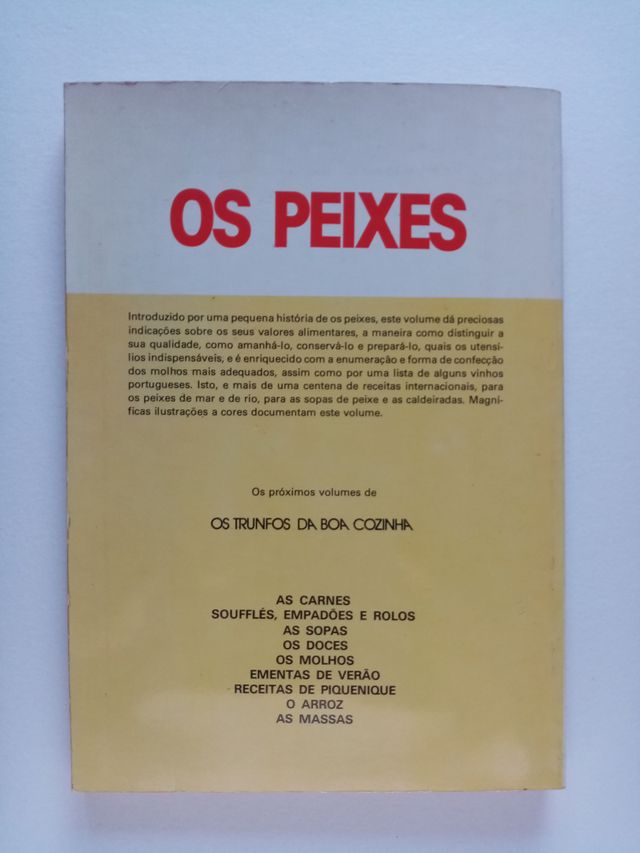 OS PEIXES
Introduzido por uma pequena história de os peixes, este volume dá preciosas
indicações sobre os seus valores alimentares, a maneira como distinguir a
sua qualidade, como amanhá-lo, conservá-lo e prepará-lo, quais os utensí-
lios indispensáveis, e é enriquecido com a enumeração e forma de confecção
dos molhos mais adequados, assim como por uma lista de alguns vinhos
portugueses. Isto, e mais de uma centena de receitas internacionais, para
os peixes de mar e de rio, para as sopas de peixe e as caldeiradas. Magní-
ficas ilustrações a cores documentam este volume.
Os próximos volumes de
OS TRUNFOS DA BOA COZINHA
AS CARNES
SOUFFLÉS, EMPADÕES E ROLOS
AS SOPAS
OS DOCES
OS MOLHOS
EMENTAS DE VERÃO
RECEITAS DE PIQUENIQUE
O ARROZ
AS MASSAS